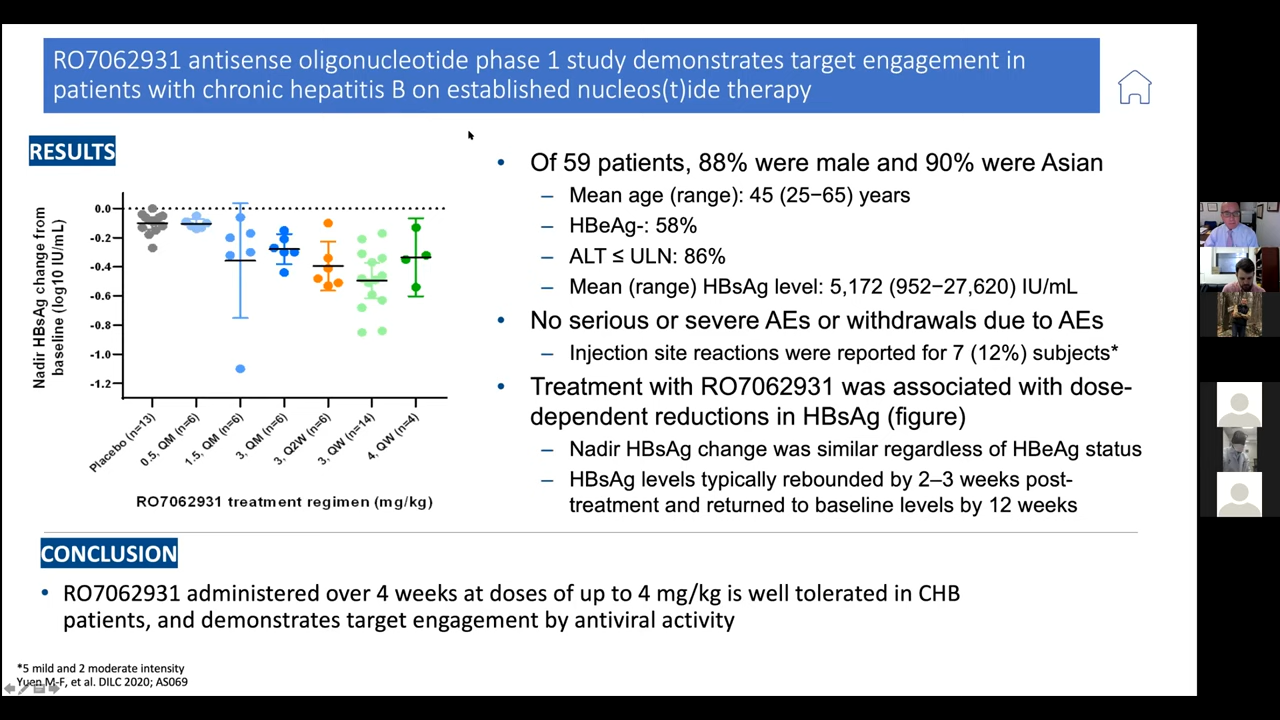 RO7062931 antisense oligonucleotide phase 1 study demonstrates target engagement in
patients with chronic hepatitis B on established nucleos(t)ide therapy
RESULTS
Nadir HBsAg change from
baseline (log10 IU/mL)
0.0
-0.2
-0.4
-0.6
-0.8
-1.0
-1.2
Placebo (n=13)
0.5, QM (n=6)
1.5, QM (n=6)
3, QM (n=6)
3, Q2W (n=6)
3, QW (n=14)
4, QW (n=4)
RO7062931 treatment regimen (mg/kg)
• Of 59 patients, 88% were male and 90% were Asian
– Mean age (range): 45 (25−65) years
– HBeAg-: 58%
– ALT ≤ ULN: 86%
– Mean (range) HBsAg level: 5,172 (952−27,620) IU/mL
• No serious or severe AEs or withdrawals due to AEs
– Injection site reactions were reported for 7 (12%) subjects*
• Treatment with RO7062931 was associated with dose-
dependent reductions in HBsAg (figure)
– Nadir HBsAg change was similar regardless of HBeAg status
– HBsAg levels typically rebounded by 2–3 weeks post-
treatment and returned to baseline levels by 12 weeks
CONCLUSION
• RO7062931 administered over 4 weeks at doses of up to 4 mg/kg is well tolerated in CHB
patients, and demonstrates target engagement by antiviral activity
*5 mild and 2 moderate intensity
Yuen M-F, et al. DILC 2020; AS069